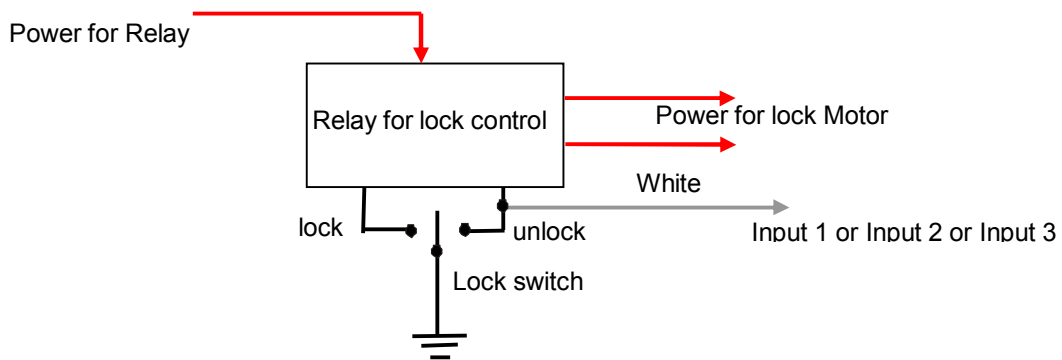 Power for Relay
Relay for lock control
Power for lock Motor
White
lock
unlock
Input 1 or Input 2 or Input 3
Lock switch